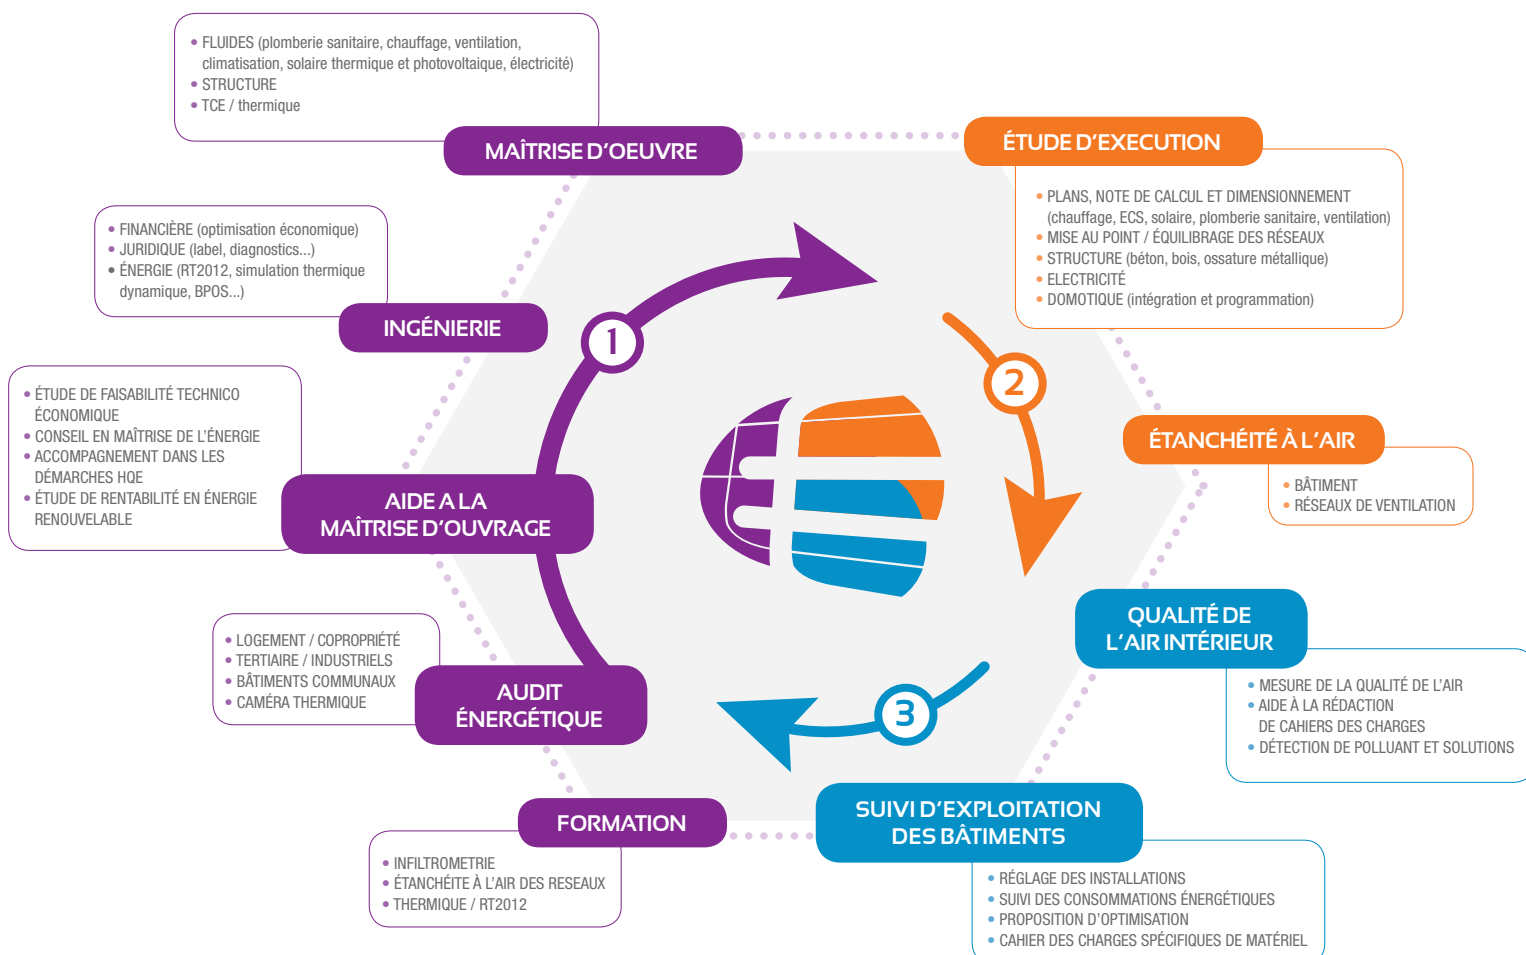 • FLUIDES (plomberie sanitaire, chauffage, ventilation,
climatisation, solaire thermique et photovoltaique, électricité)
• STRUCTURE
• TCE / thermique
MAÎTRISE D'OEUVRE
• FINANCIÈRE (optimisation économique)
• JURIDIQUE (label, diagnostics...)
• ÉNERGIE (RT2012, simulation thermique
dynamique, BPOS...)
INGÉNIERIE
• ÉTUDE DE FAISABILITÉ TECHNICO
ÉCONOMIQUE
• CONSEIL EN MAÎTRISE DE L'ÉNERGIE
• ACCOMPAGNEMENT DANS LES
DÉMARCHES HQE
• ÉTUDE DE RENTABILITÉ EN ÉNERGIE
RENOUVELABLE
AIDE A LA
MAÎTRISE D'OUVRAGE
• LOGEMENT / COPROPRIÉTÉ
• TERTIAIRE / INDUSTRIELS
• BÂTIMENTS COMMUNAUX
• CAMÉRA THERMIQUE
AUDIT
ÉNERGÉTIQUE
FORMATION
• INFILTROMETRIE
• ÉTANCHÉITE À L'AIR DES RESEAUX
• THERMIQUE / RT2012
1
2
3
ÉTUDE D'EXECUTION
• PLANS, NOTE DE CALCUL ET DIMENSIONNEMENT
(chauffage, ECS, solaire, plomberie sanitaire, ventilation)
• MISE AU POINT / ÉQUILIBRAGE DES RÉSEAUX
• STRUCTURE (béton, bois, ossature métallique)
• ELECTRICITÉ
• DOMOTIQUE (intégration et programmation)
ÉTANCHÉITÉ À L'AIR
• BÂTIMENT
• RÉSEAUX DE VENTILATION
QUALITÉ DE
L'AIR INTÉRIEUR
• MESURE DE LA QUALITÉ DE L'AIR
• AIDE À LA RÉDACTION
DE CAHIERS DES CHARGES
• DÉTECTION DE POLLUANT ET SOLUTIONS
SUIVI D'EXPLOITATION
DES BÂTIMENTS
• RÉGLAGE DES INSTALLATIONS
• SUIVI DES CONSOMMATIONS ÉNERGÉTIQUES
• PROPOSITION D'OPTIMISATION
• CAHIER DES CHARGES SPÉCIFIQUES DE MATÉRIEL